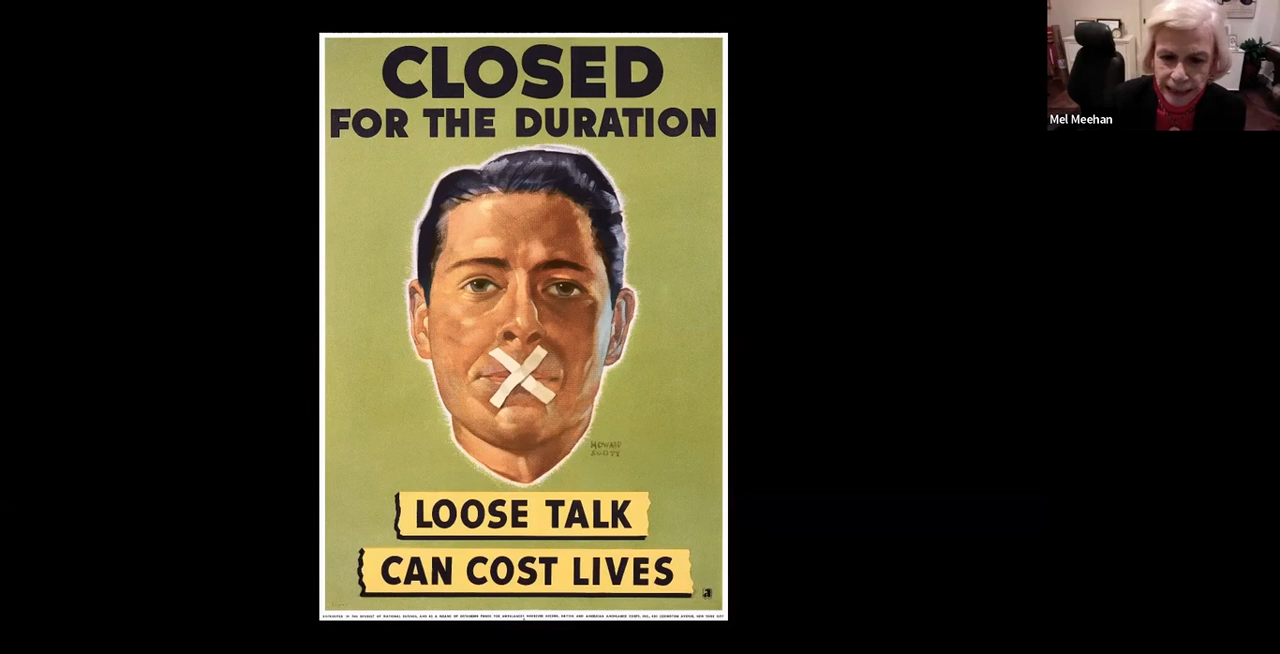 CLOSED
FOR THE DURATION
HOWARD
SCOTT
LOOSE TALK
CAN COST LIVES
Mel Meehan